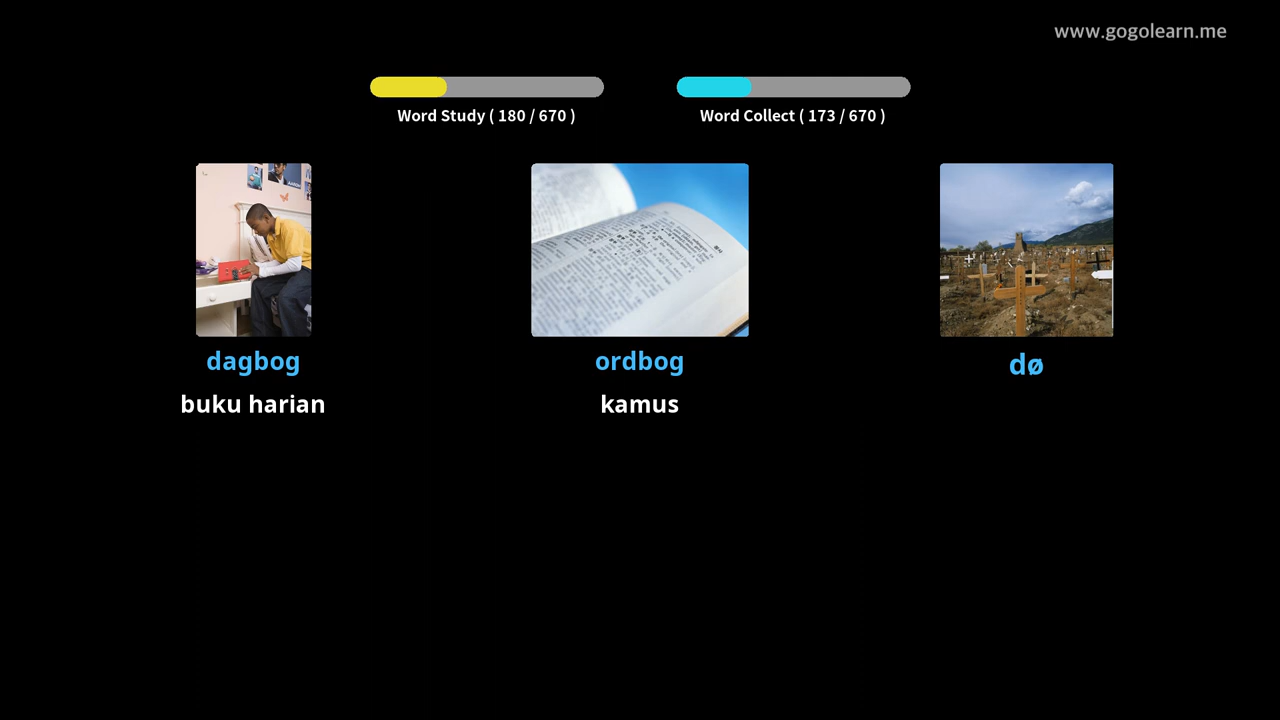 www.gogolearn.me
Word Study ( 180 / 670 )
Word Collect ( 173 / 670 )
dagbog
ordbog
dø
buku harian
kamus